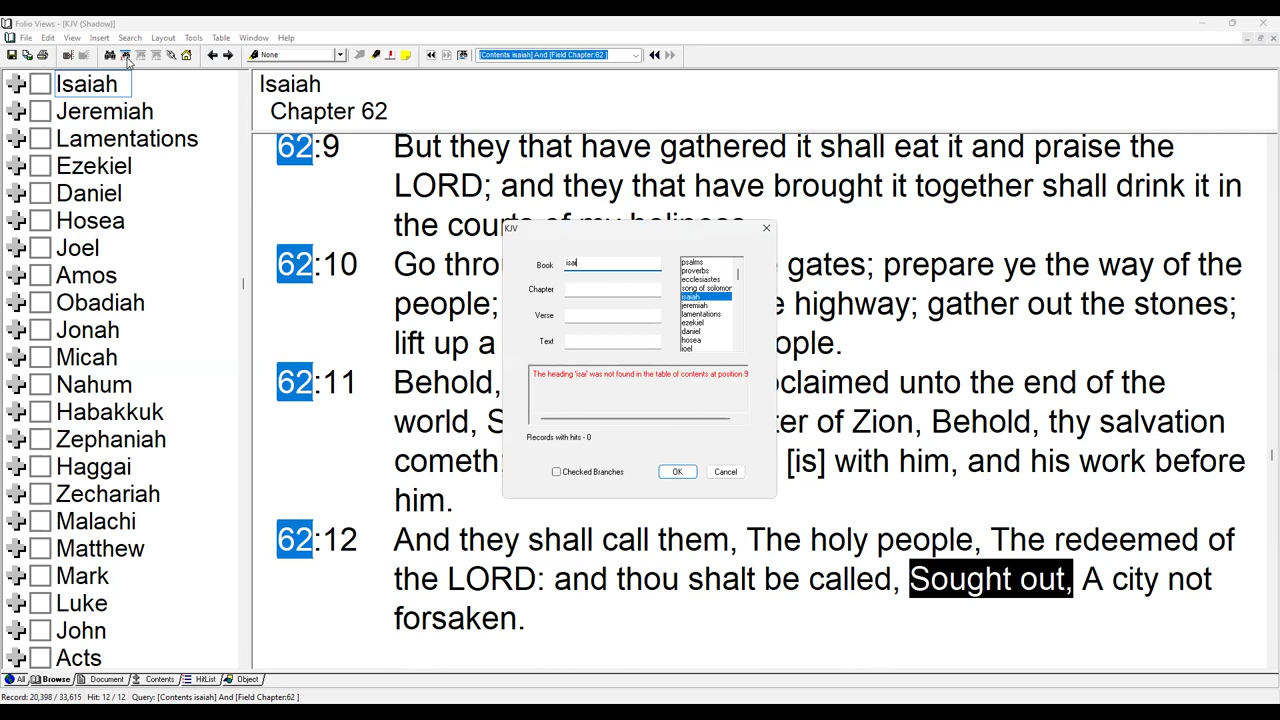 Folio Views - [KJV (Shadow)]
File Edit View Insert Search Layout Tools Table Window Help
None
[Contents isaiah] And [Field Chapter:62 ]
Isaiah
Jeremiah
Lamentations
Ezekiel
Daniel
Hosea
Joel
Amos
Obadiah
Jonah
Micah
Nahum
Habakkuk
Zephaniah
Haggai
Zechariah
Malachi
Matthew
Mark
Luke
John
Acts
Isaiah
Chapter 62
62:9 But they that have gathered it shall eat it and praise the
LORD; and they that have brought it together shall drink it in
the courts of my holiness.
62:10 Go thro gates; prepare ye the way of the
people; highway; gather out the stones;
lift up a ople.
62:11 Behold, claimed unto the end of the
world, S ter of Zion, Behold, thy salvation
cometh: [is] with him, and his work before
him.
62:12 And they shall call them, The holy people, The redeemed of
the LORD: and thou shalt be called, Sought out, A city not
forsaken.
KJV
Book isai
Chapter
Verse
Text
psalms
proverbs
ecclesiastes
song of solomon
isaiah
jeremiah
lamentations
ezekiel
daniel
hosea
joel
The heading 'isai' was not found in the table of contents at position 9
Records with hits - 0
Checked Branches
OK
Cancel
All Browse Document Contents HitList Object
Record: 20,398 / 33,615 Hit: 12 / 12 Query: [Contents isaiah] And [Field Chapter:62 ]